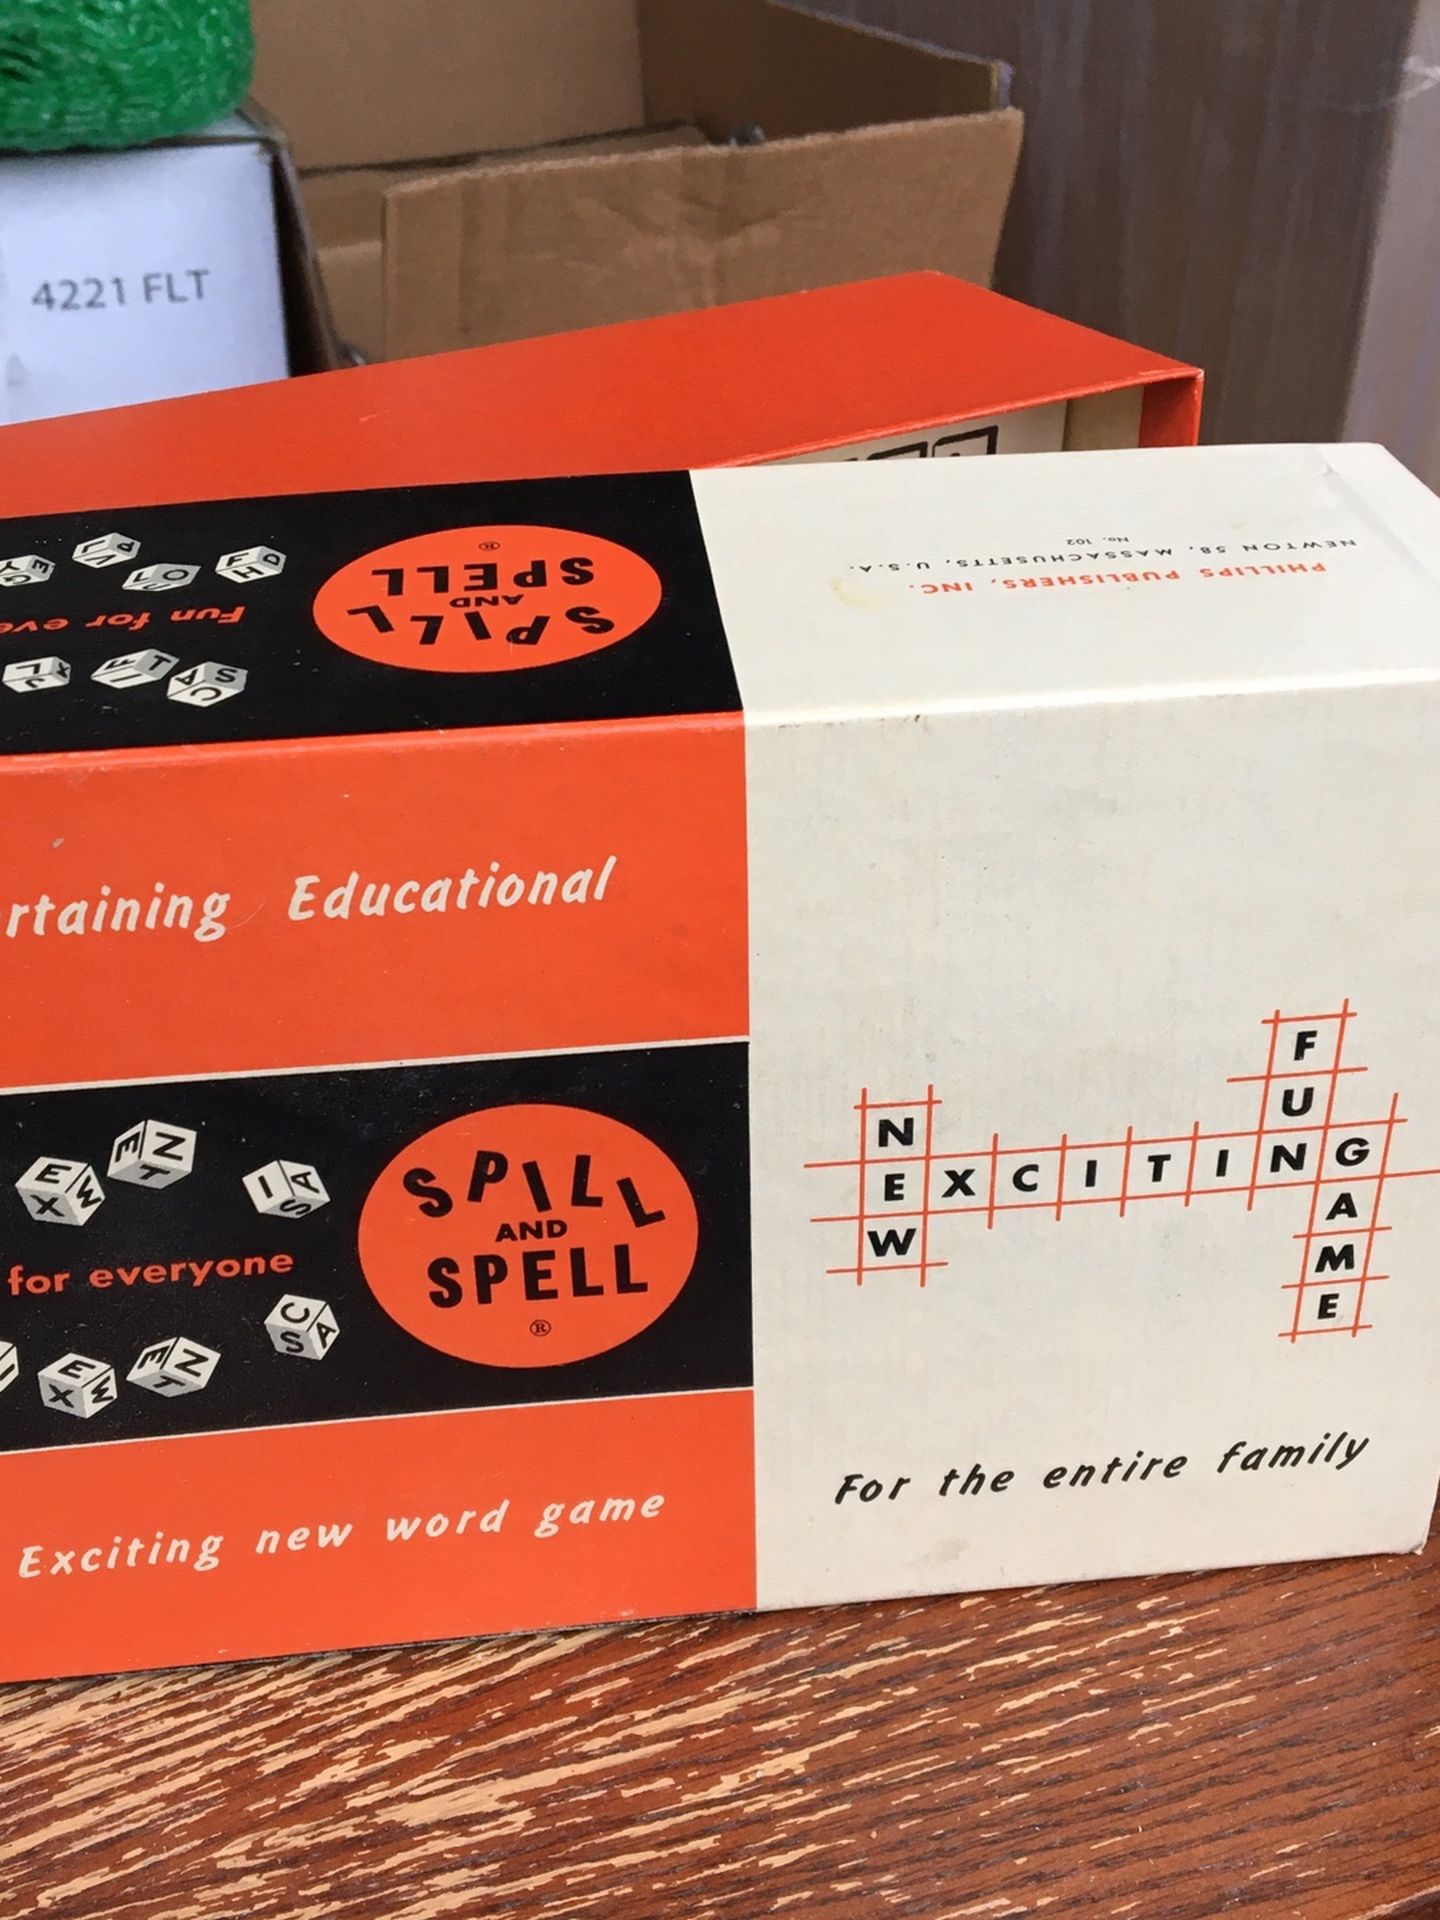 4221 FLT
PHILLIPS PUBLISHERS, INC.
NEWTON 58, MASSACHUSETTS, U.S.A.
No. 102
SPILL
AND
SPELL
®
Fun for eve
F H D
L P
L O
E Y G
S A C
T F I
X L
rtaining Educational
E X W
E N T
I A S
SPILL
AND
SPELL
®
for everyone
C S A
E X W
E N T
Exciting new word game
FUN
NEW
EXCITING
GAME
For the entire family